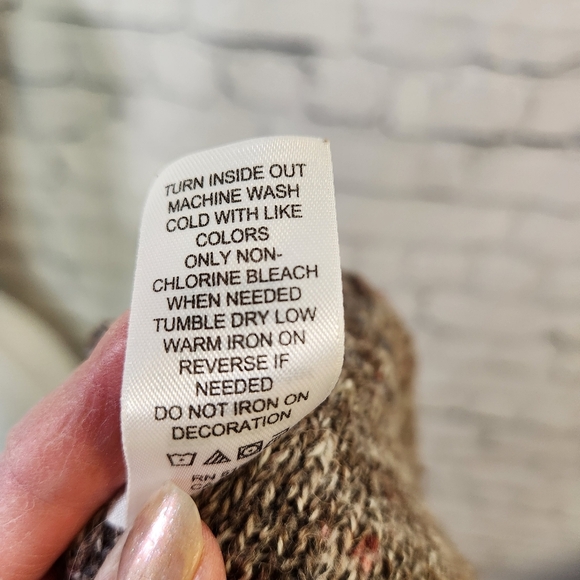 TURN INSIDE OUT
MACHINE WASH
COLD WITH LIKE
COLORS
ONLY NON-
CHLORINE BLEACH
WHEN NEEDED
TUMBLE DRY LOW
WARM IRON ON
REVERSE IF
NEEDED
DO NOT IRON ON
DECORATION
RN